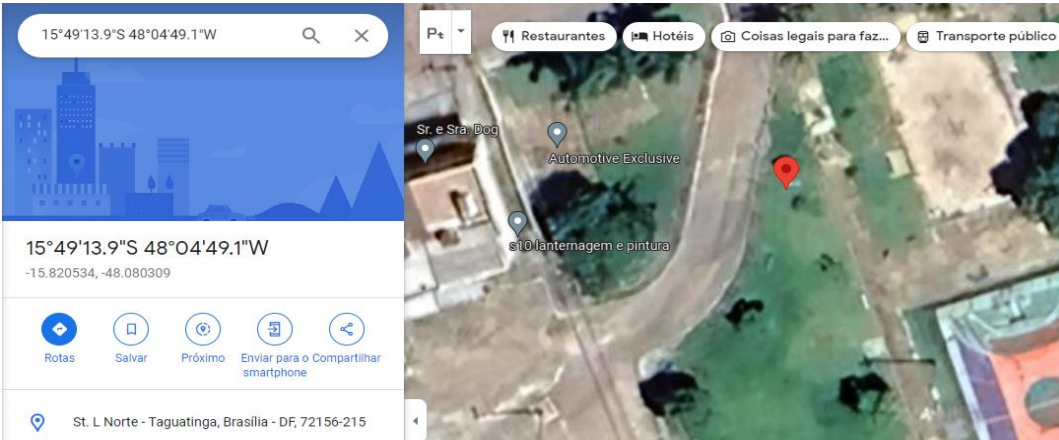 15°49'13.9"S 48°04'49.1"W
15°49'13.9"S 48°04'49.1"W
-15.820534, -48.080309
Rotas
Salvar
Próximo
Enviar para o smartphone
Compartilhar
St. L Norte - Taguatinga, Brasília - DF, 72156-215
Restaurantes
Hotéis
Coisas legais para faz...
Transporte público
Sr. e Sra. Dog
Automotive Exclusive
s10 lanternagem e pintura